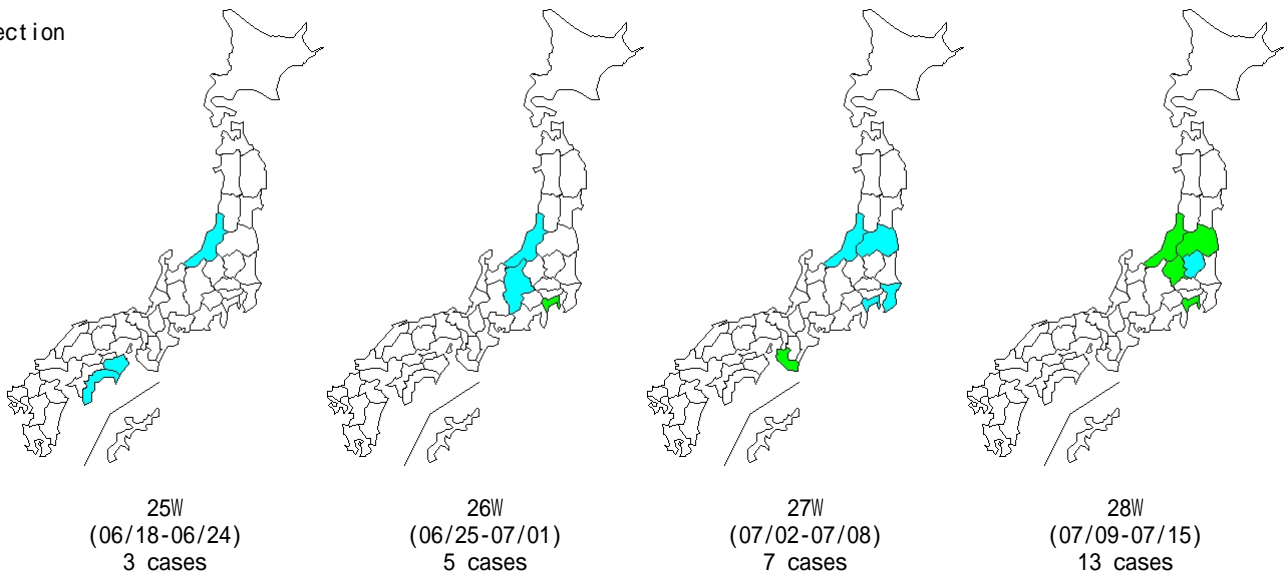 ection
25W
(06/18-06/24)
3 cases
26W
(06/25-07/01)
5 cases
27W
(07/02-07/08)
7 cases
28W
(07/09-07/15)
13 cases